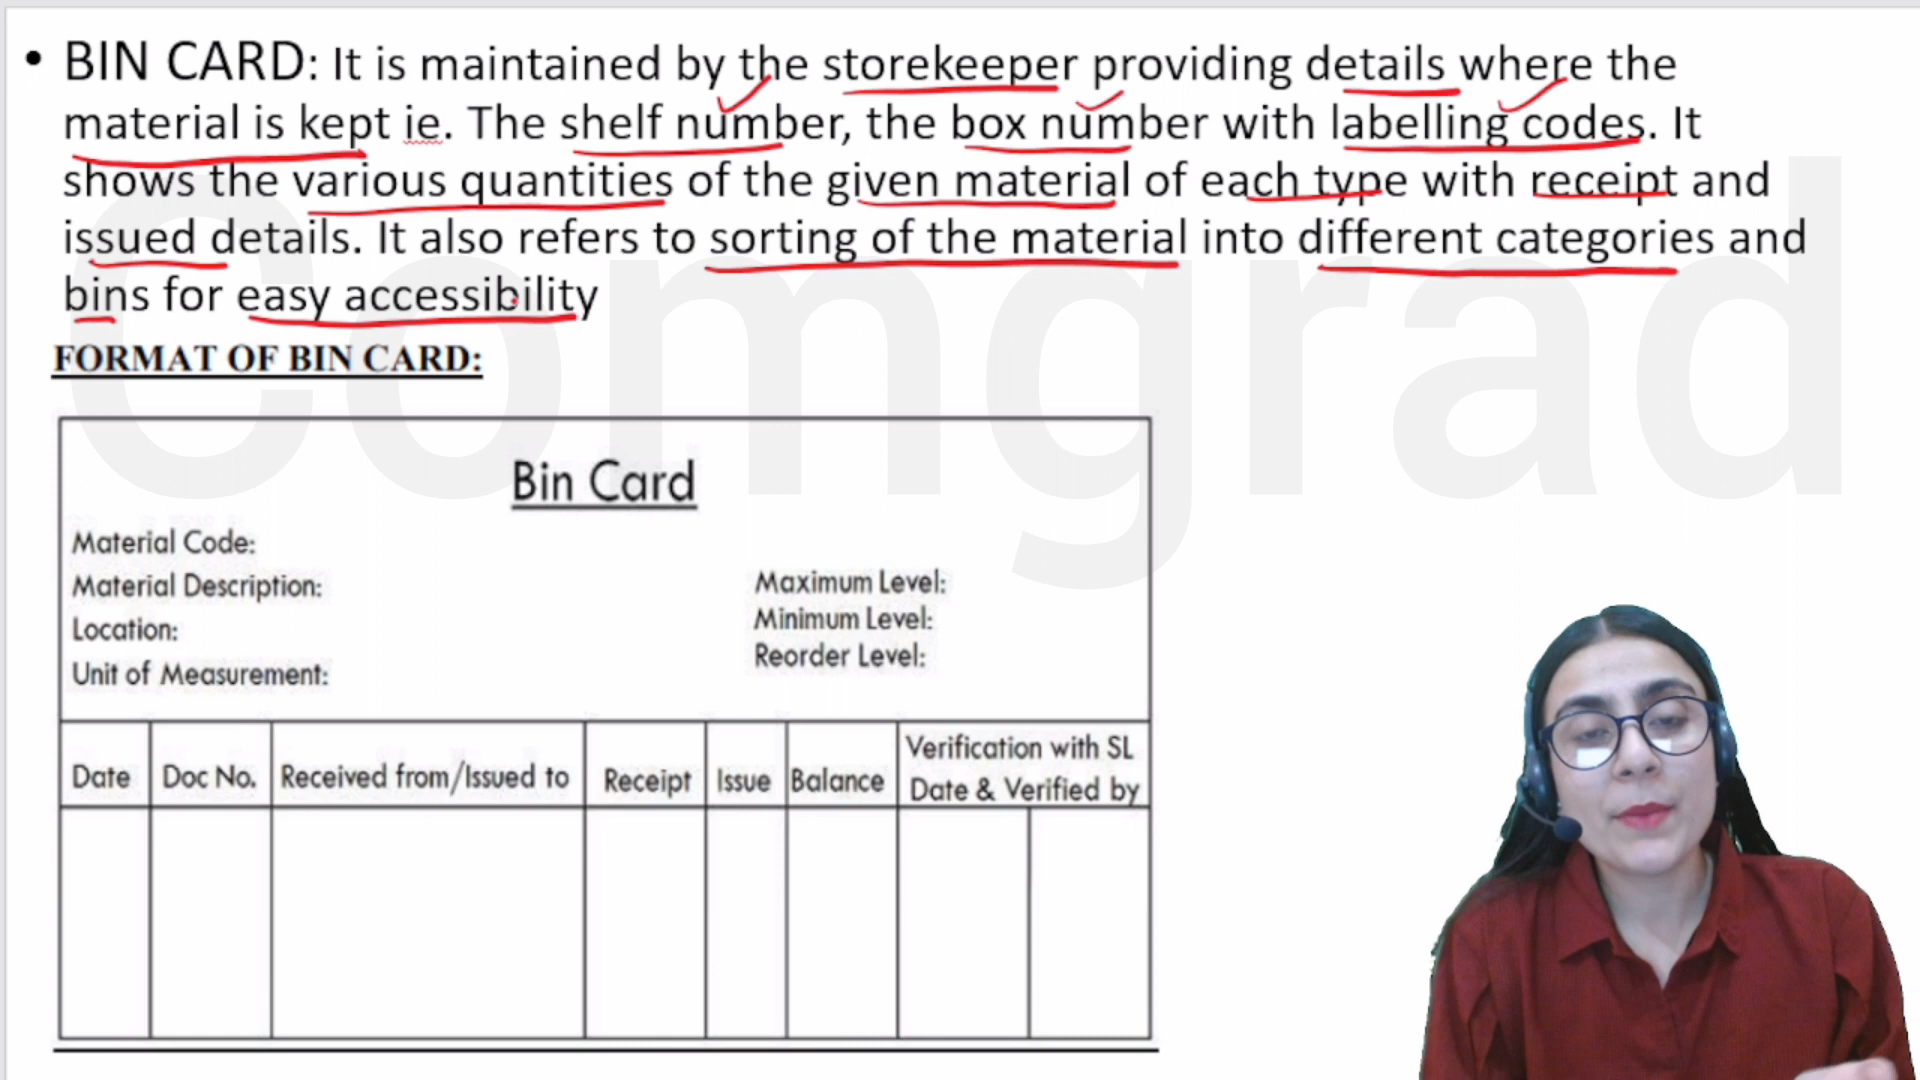 • BIN CARD: It is maintained by the storekeeper providing details where the
material is kept ie. The shelf number, the box number with labelling codes. It
shows the various quantities of the given material of each type with receipt and
issued details. It also refers to sorting of the material into different categories and
bins for easy accessibility
FORMAT OF BIN CARD:
Comgrad
Bin Card
Material Code:
Material Description:
Location:
Unit of Measurement:
Maximum Level:
Minimum Level:
Reorder Level:
Date Doc No. Received from/Issued to Receipt Issue Balance Verification with SL
Date & Verified by